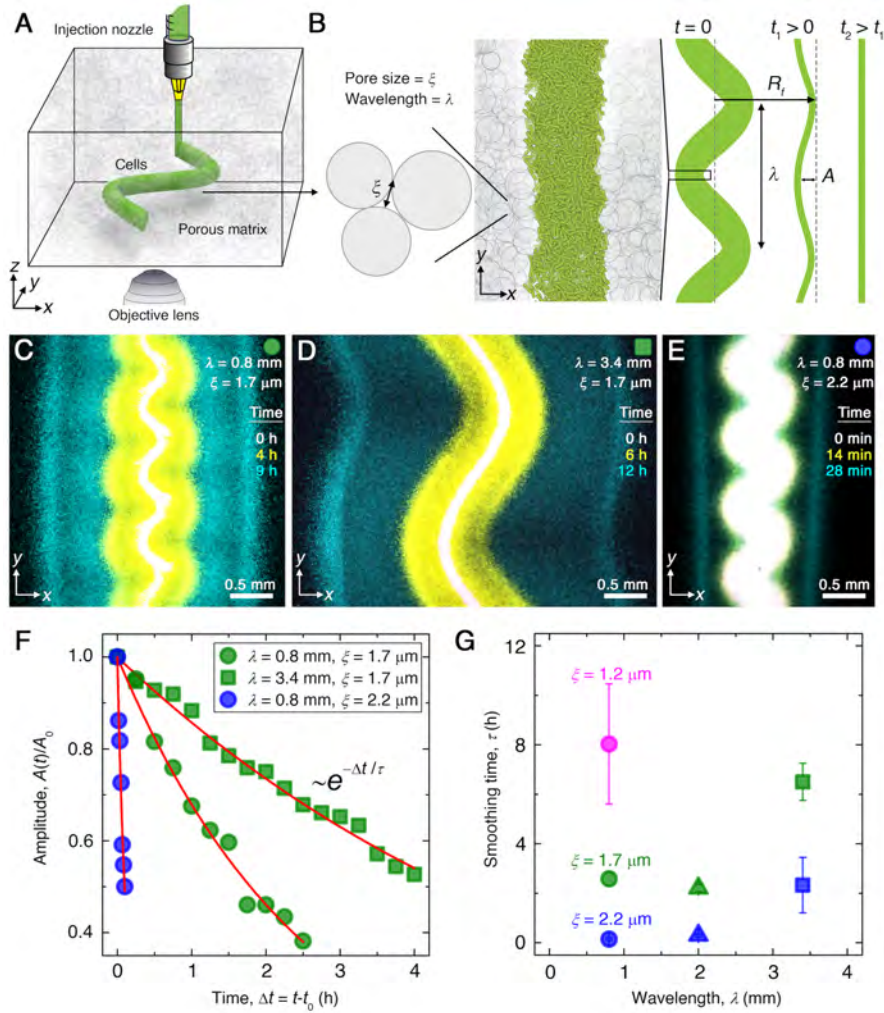 A
Injection nozzle
Cells
Porous matrix
z
y
x
Objective lens
B
Pore size = ξ
Wavelength = λ
ξ
y
x
t = 0
t₁ > 0
t₂ > t₁
R_f
λ
A
C
λ = 0.8 mm
ξ = 1.7 μm
Time
0 h
4 h
9 h
y
x
0.5 mm
D
λ = 3.4 mm
ξ = 1.7 μm
Time
0 h
6 h
12 h
y
x
0.5 mm
E
λ = 0.8 mm
ξ = 2.2 μm
Time
0 min
14 min
28 min
y
x
0.5 mm
F
λ = 0.8 mm, ξ = 1.7 μm
λ = 3.4 mm, ξ = 1.7 μm
λ = 0.8 mm, ξ = 2.2 μm
~e^(-Δt/τ)
Amplitude, A(t)/A₀
1.0
0.8
0.6
0.4
0 1 2 3 4
Time, Δt = t-t₀ (h)
G
ξ = 1.2 μm
ξ = 1.7 μm
ξ = 2.2 μm
Smoothing time, τ (h)
12
8
4
0
0 1 2 3 4
Wavelength, λ (mm)